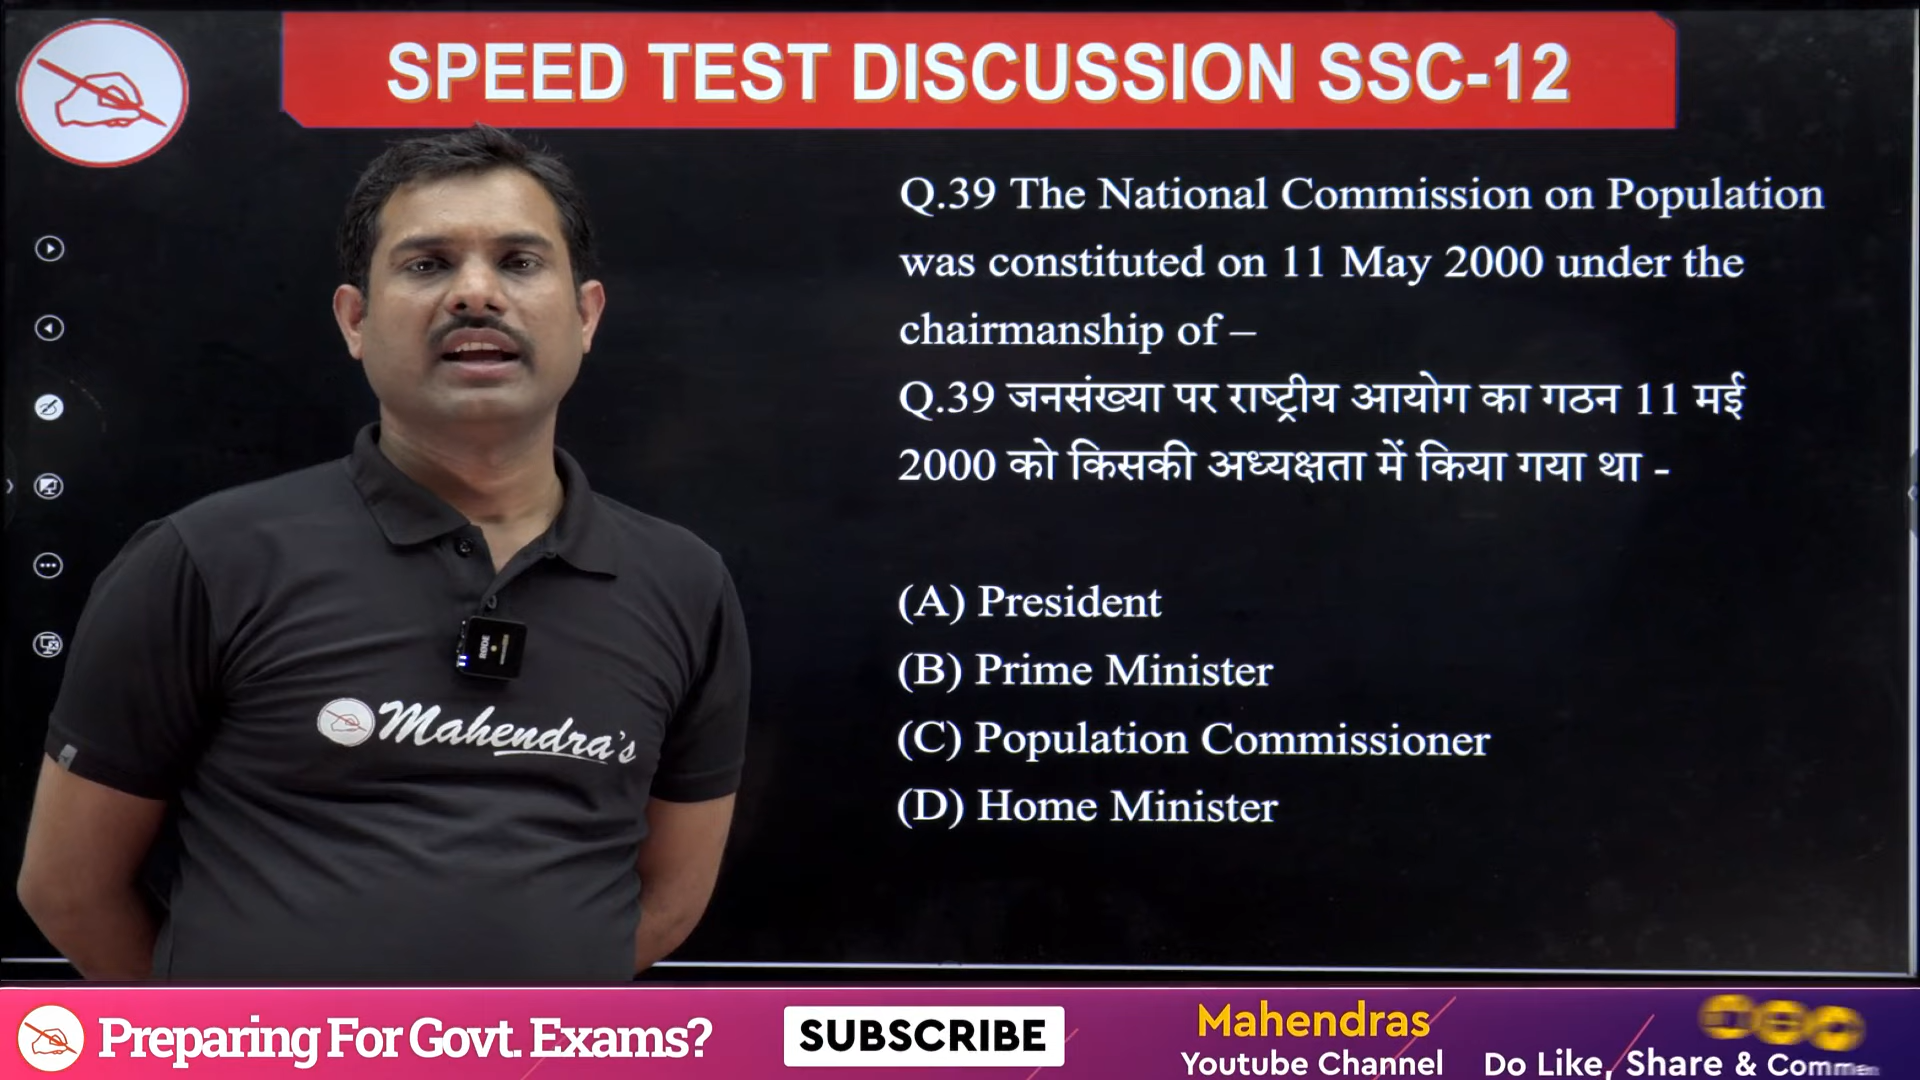 SPEED TEST DISCUSSION SSC-12
Q.39 The National Commission on Population
was constituted on 11 May 2000 under the
chairmanship of –
Q.39 जनसंख्या पर राष्ट्रीय आयोग का गठन 11 मई
2000 को किसकी अध्यक्षता में किया गया था -
(A) President
(B) Prime Minister
(C) Population Commissioner
(D) Home Minister
RODE
Mahendra's
Preparing For Govt. Exams?
SUBSCRIBE
Mahendras
Youtube Channel
Do Like, Share &